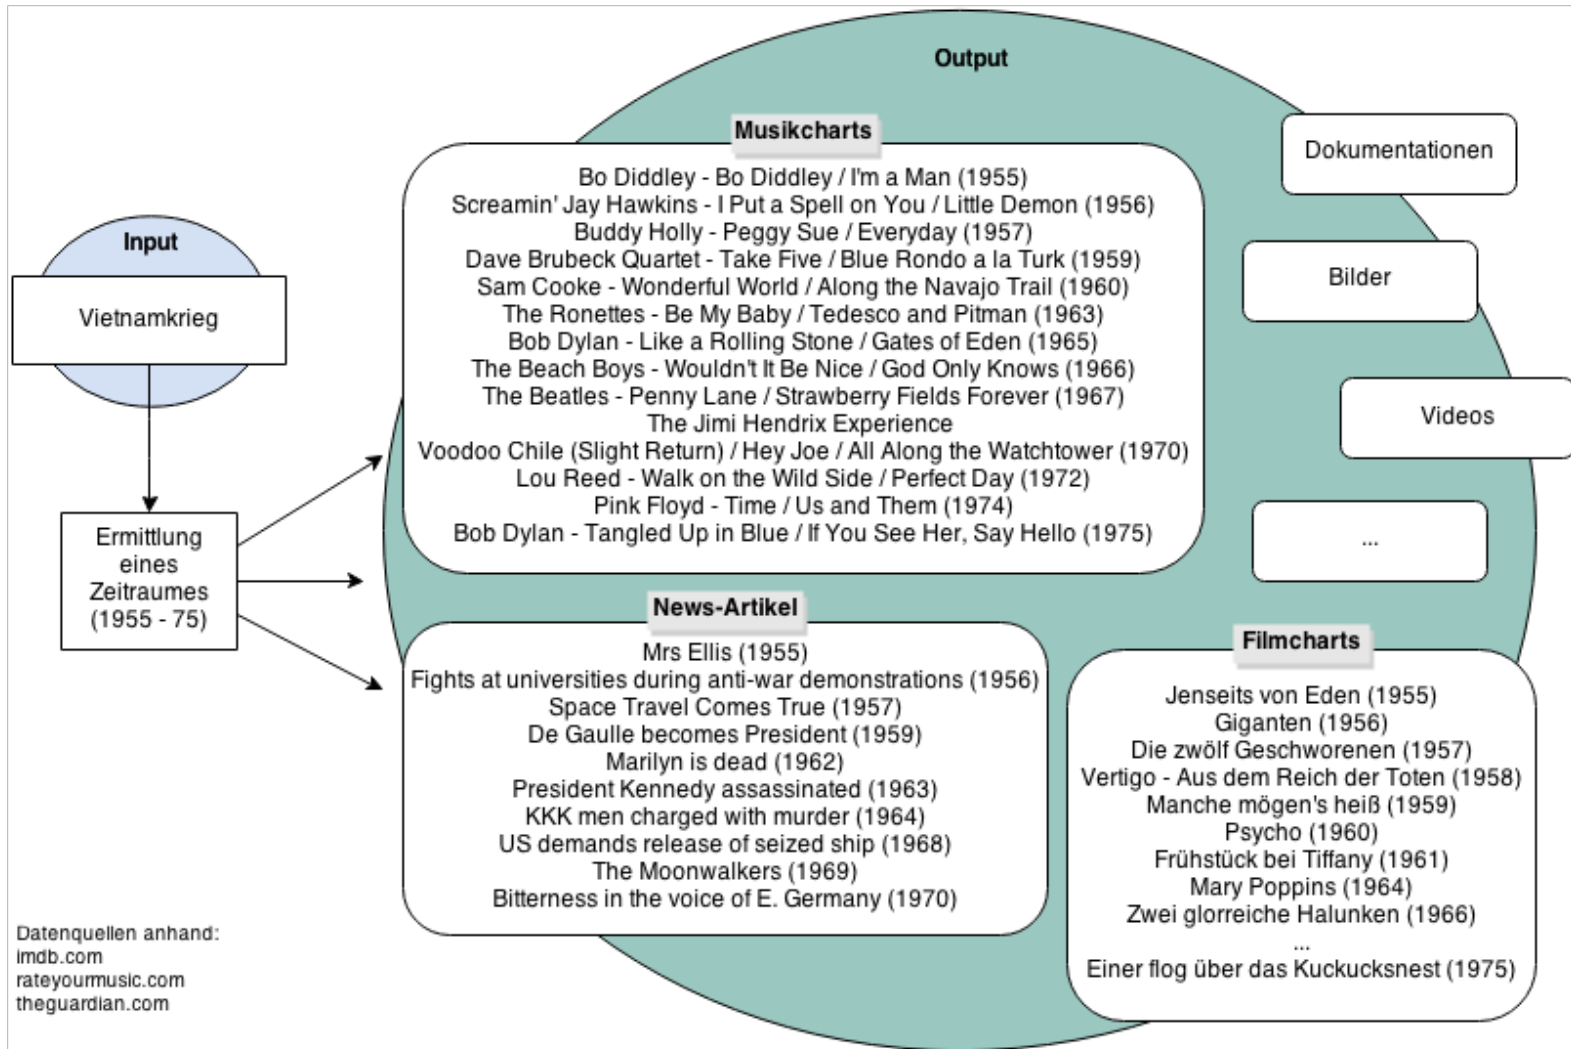 Input
Vietnamkrieg
Ermittlung
eines
Zeitraumes
(1955 - 75)
Output
Musikcharts
Bo Diddley - Bo Diddley / I'm a Man (1955)
Screamin' Jay Hawkins - I Put a Spell on You / Little Demon (1956)
Buddy Holly - Peggy Sue / Everyday (1957)
Dave Brubeck Quartet - Take Five / Blue Rondo a la Turk (1959)
Sam Cooke - Wonderful World / Along the Navajo Trail (1960)
The Ronettes - Be My Baby / Tedesco and Pitman (1963)
Bob Dylan - Like a Rolling Stone / Gates of Eden (1965)
The Beach Boys - Wouldn't It Be Nice / God Only Knows (1966)
The Beatles - Penny Lane / Strawberry Fields Forever (1967)
The Jimi Hendrix Experience
Voodoo Chile (Slight Return) / Hey Joe / All Along the Watchtower (1970)
Lou Reed - Walk on the Wild Side / Perfect Day (1972)
Pink Floyd - Time / Us and Them (1974)
Bob Dylan - Tangled Up in Blue / If You See Her, Say Hello (1975)
Dokumentationen
Bilder
Videos
...
News-Artikel
Mrs Ellis (1955)
Fights at universities during anti-war demonstrations (1956)
Space Travel Comes True (1957)
De Gaulle becomes President (1959)
Marilyn is dead (1962)
President Kennedy assassinated (1963)
KKK men charged with murder (1964)
US demands release of seized ship (1968)
The Moonwalkers (1969)
Bitterness in the voice of E. Germany (1970)
Filmcharts
Jenseits von Eden (1955)
Giganten (1956)
Die zwölf Geschworenen (1957)
Vertigo - Aus dem Reich der Toten (1958)
Manche mögen's heiß (1959)
Psycho (1960)
Frühstück bei Tiffany (1961)
Mary Poppins (1964)
Zwei glorreiche Halunken (1966)
...
Einer flog über das Kuckucksnest (1975)
Datenquellen anhand:
imdb.com
rateyourmusic.com
theguardian.com